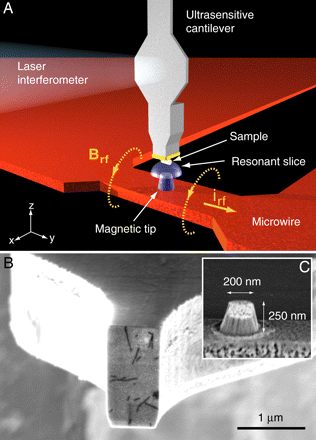 A
Ultrasensitive
cantilever
Laser
interferometer
Sample
Resonant slice
Brf
irf
Microwire
Magnetic tip
z
x
y
B
C
200 nm
250 nm
1 μm